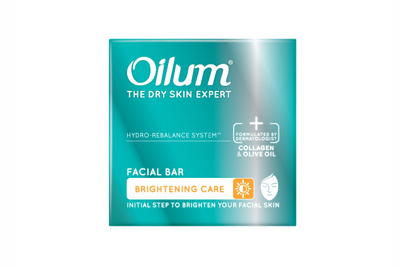 Oilum®
THE DRY SKIN EXPERT
HYDRO-REBALANCE SYSTEM™
FORMULATED BY
DERMATOLOGIST
COLLAGEN
& OLIVE OIL
FACIAL BAR
BRIGHTENING CARE
INITIAL STEP TO BRIGHTEN YOUR FACIAL SKIN